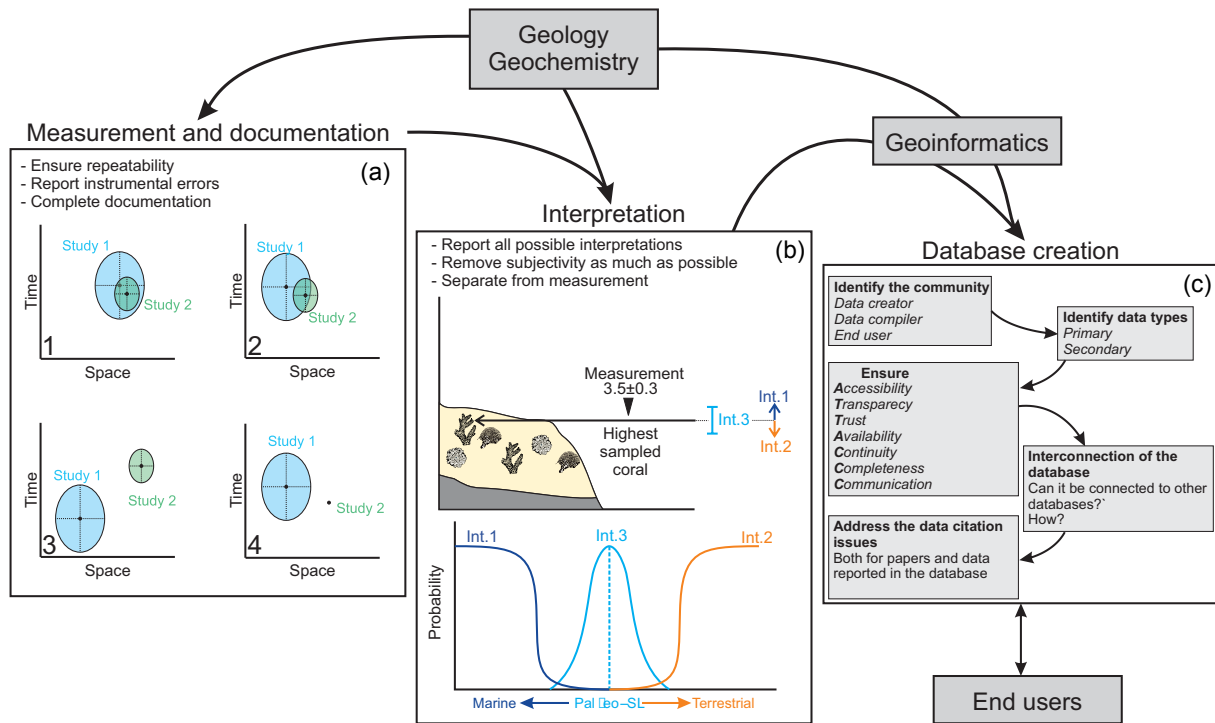 Geology
Geochemistry
Geoinformatics
Measurement and documentation
(a)
- Ensure repeatability
- Report instrumental errors
- Complete documentation
Study 1
Study 2
Time
Space
1
Study 1
Study 2
Time
Space
2
Study 1
Study 2
Time
Space
3
Study 1
Study 2
Time
Space
4
Interpretation
(b)
- Report all possible interpretations
- Remove subjectivity as much as possible
- Separate from measurement
Measurement
3.5±0.3
Int.1
Int.3
Int.2
Highest
sampled
coral
Int.1
Int.3
Int.2
Probability
Marine
Pal eo–SL
Terrestrial
Database creation
(c)
Identify the community
Data creator
Data compiler
End user
Identify data types
Primary
Secondary
Ensure
Accessibility
Transparecy
Trust
Availability
Continuity
Completeness
Communication
Interconnection of the
database
Can it be connected to other
databases?`
How?
Address the data citation
issues
Both for papers and data
reported in the database
End users